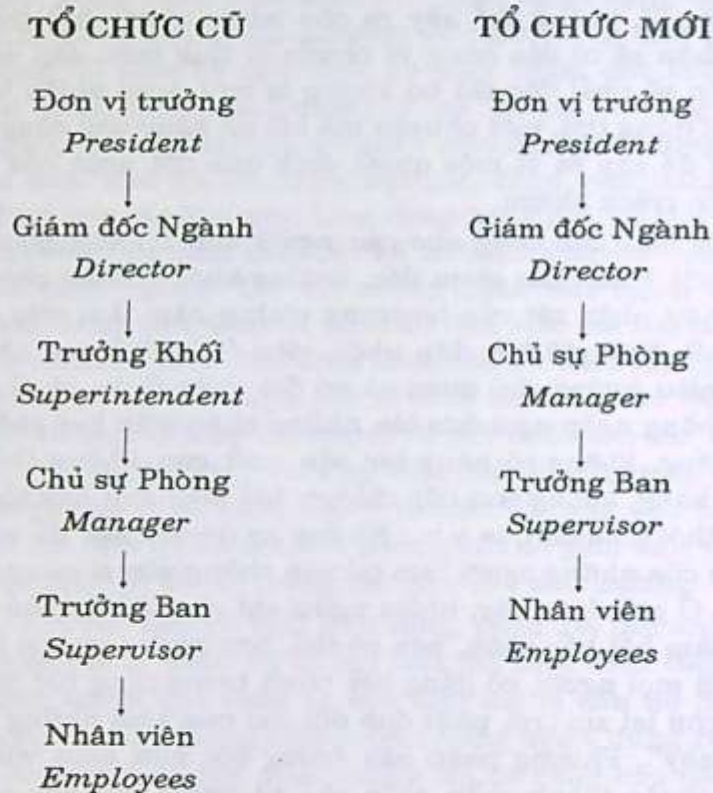 TỔ CHỨC CŨ
Đơn vị trưởng
President
Giám đốc Ngành
Director
Trưởng Khối
Superintendent
Chủ sự Phòng
Manager
Trưởng Ban
Supervisor
Nhân viên
Employees
TỔ CHỨC MỚI
Đơn vị trưởng
President
Giám đốc Ngành
Director
Chủ sự Phòng
Manager
Trưởng Ban
Supervisor
Nhân viên
Employees